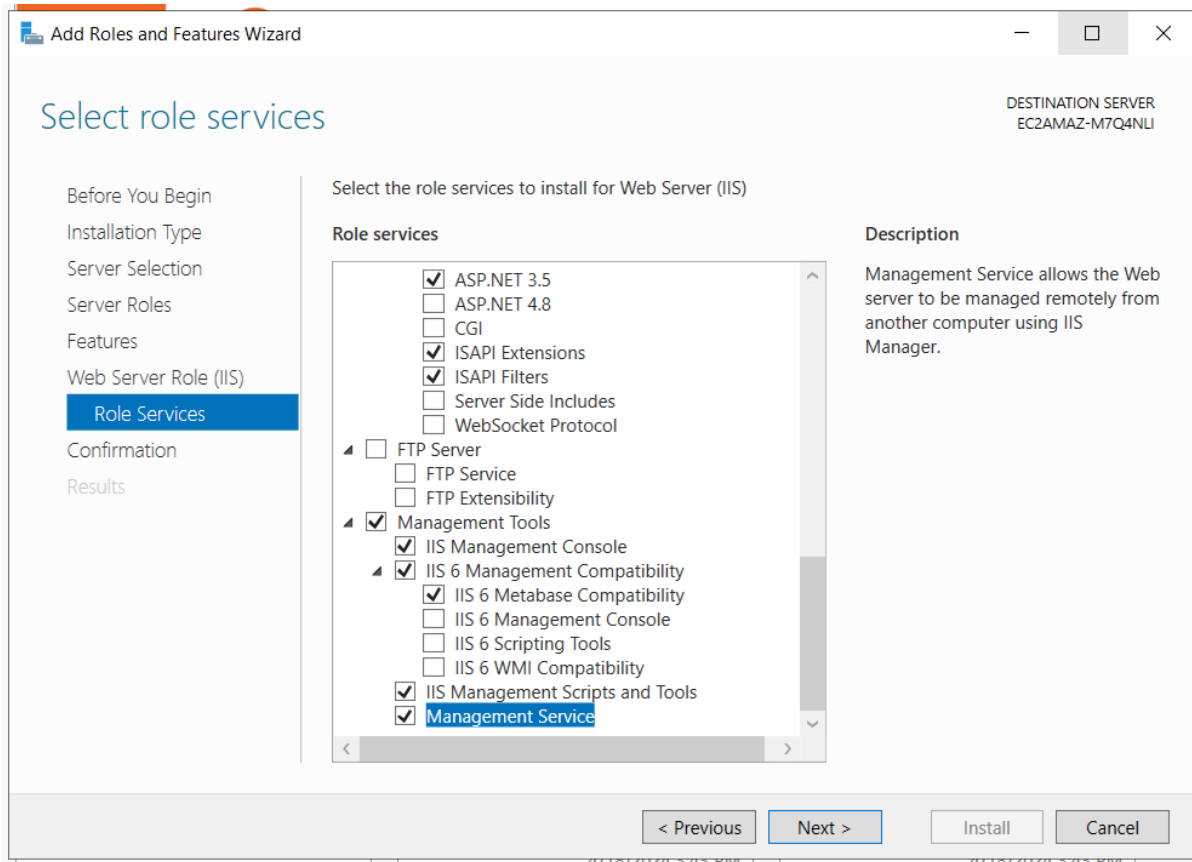 Add Roles and Features Wizard
Select role services
DESTINATION SERVER
EC2AMAZ-M7Q4NLI
Before You Begin
Installation Type
Server Selection
Server Roles
Features
Web Server Role (IIS)
Role Services
Confirmation
Results
Select the role services to install for Web Server (IIS)
Role services
ASP.NET 3.5
ASP.NET 4.8
CGI
ISAPI Extensions
ISAPI Filters
Server Side Includes
WebSocket Protocol
FTP Server
FTP Service
FTP Extensibility
Management Tools
IIS Management Console
IIS 6 Management Compatibility
IIS 6 Metabase Compatibility
IIS 6 Management Console
IIS 6 Scripting Tools
IIS 6 WMI Compatibility
IIS Management Scripts and Tools
Management Service
Description
Management Service allows the Web
server to be managed remotely from
another computer using IIS
Manager.
< Previous
Next >
Install
Cancel